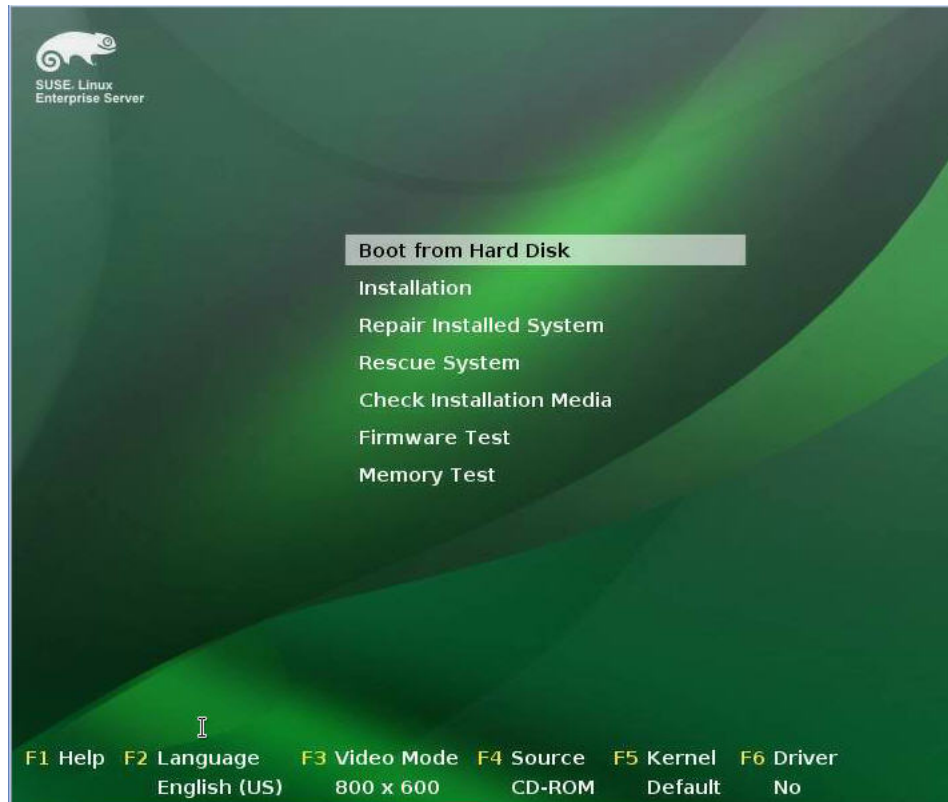 SUSE. Linux
Enterprise Server
Boot from Hard Disk
Installation
Repair Installed System
Rescue System
Check Installation Media
Firmware Test
Memory Test
F1 Help F2 Language F3 Video Mode F4 Source F5 Kernel F6 Driver
English (US) 800 x 600 CD-ROM Default No